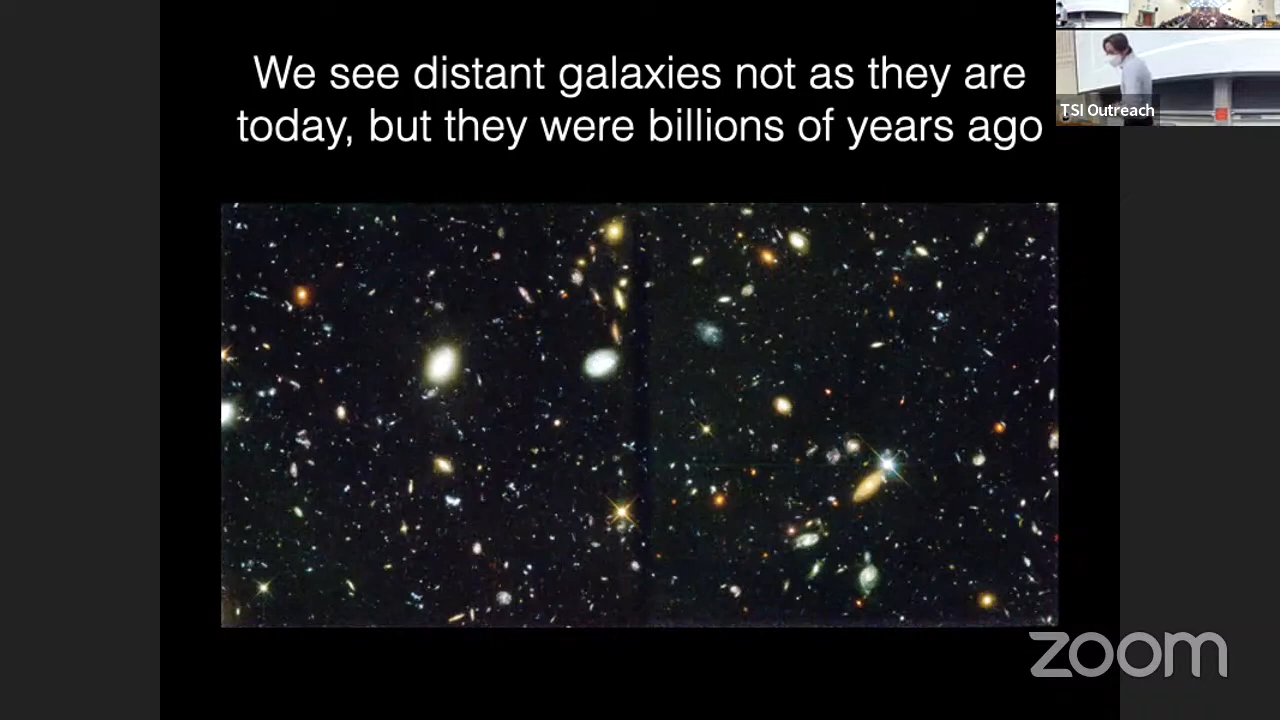 We see distant galaxies not as they are
today, but they were billions of years ago
TSI Outreach
zoom